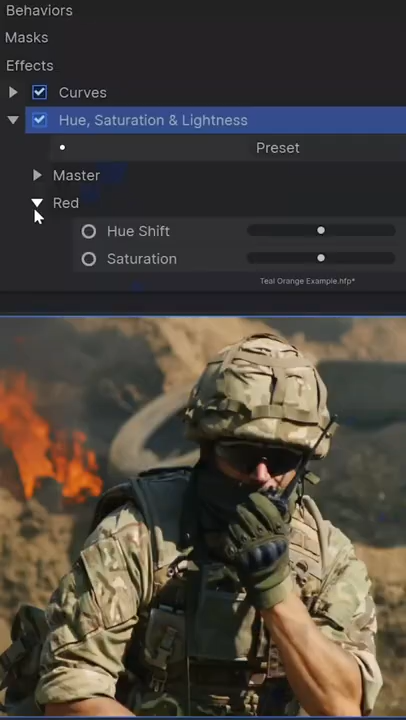 Behaviors
Masks
Effects
Curves
Hue, Saturation & Lightness
Preset
Master
Red
Hue Shift
Saturation
Teal Orange Example.hfp*